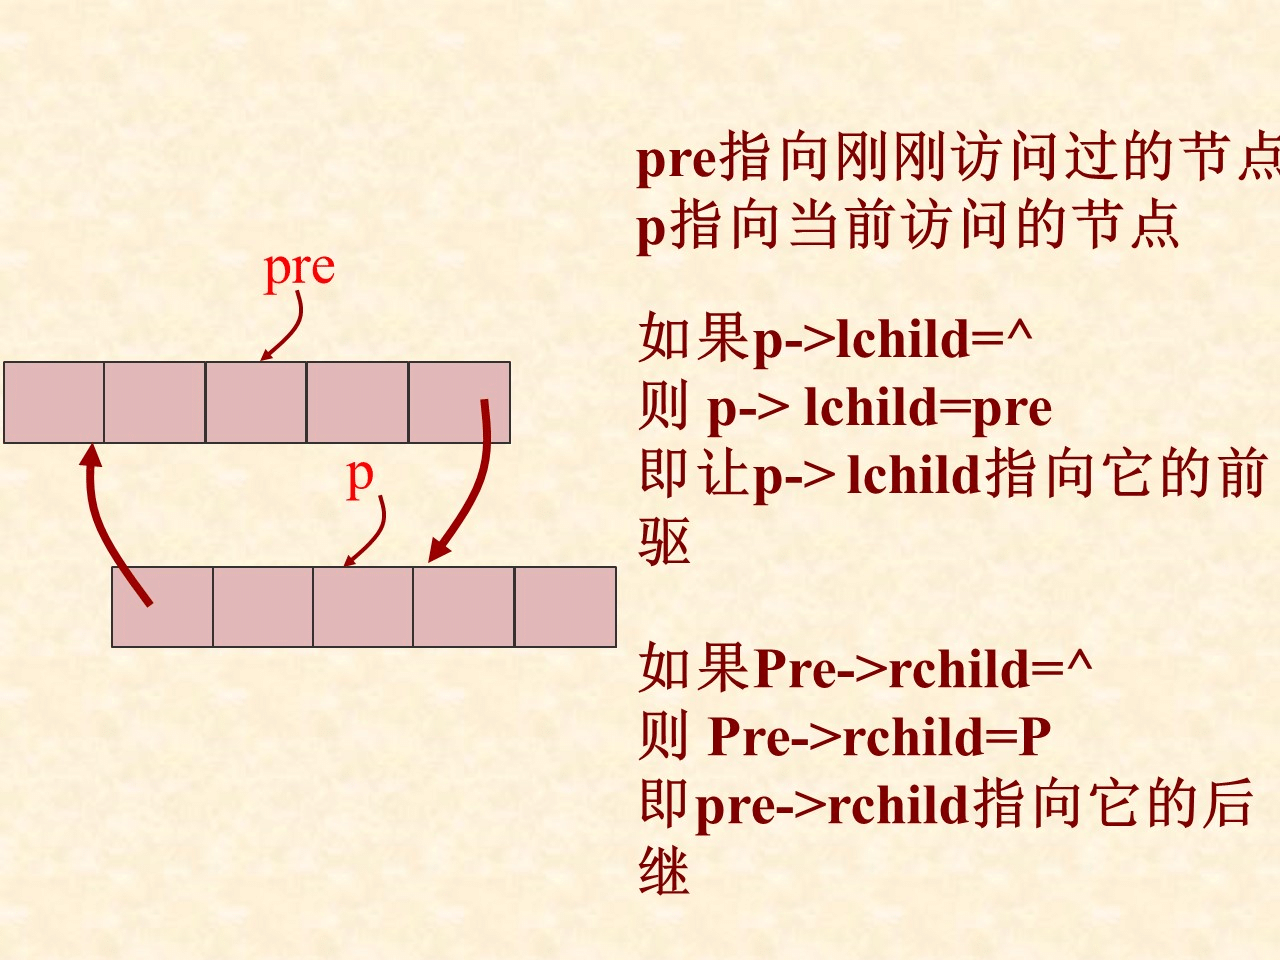 pre指向刚刚访问过的节点
p指向当前访问的节点
pre
如果p->lchild=^
则 p-> lchild=pre
即让p-> lchild指向它的前
驱
p
如果Pre->rchild=^
则 Pre->rchild=P
即pre->rchild指向它的后
继